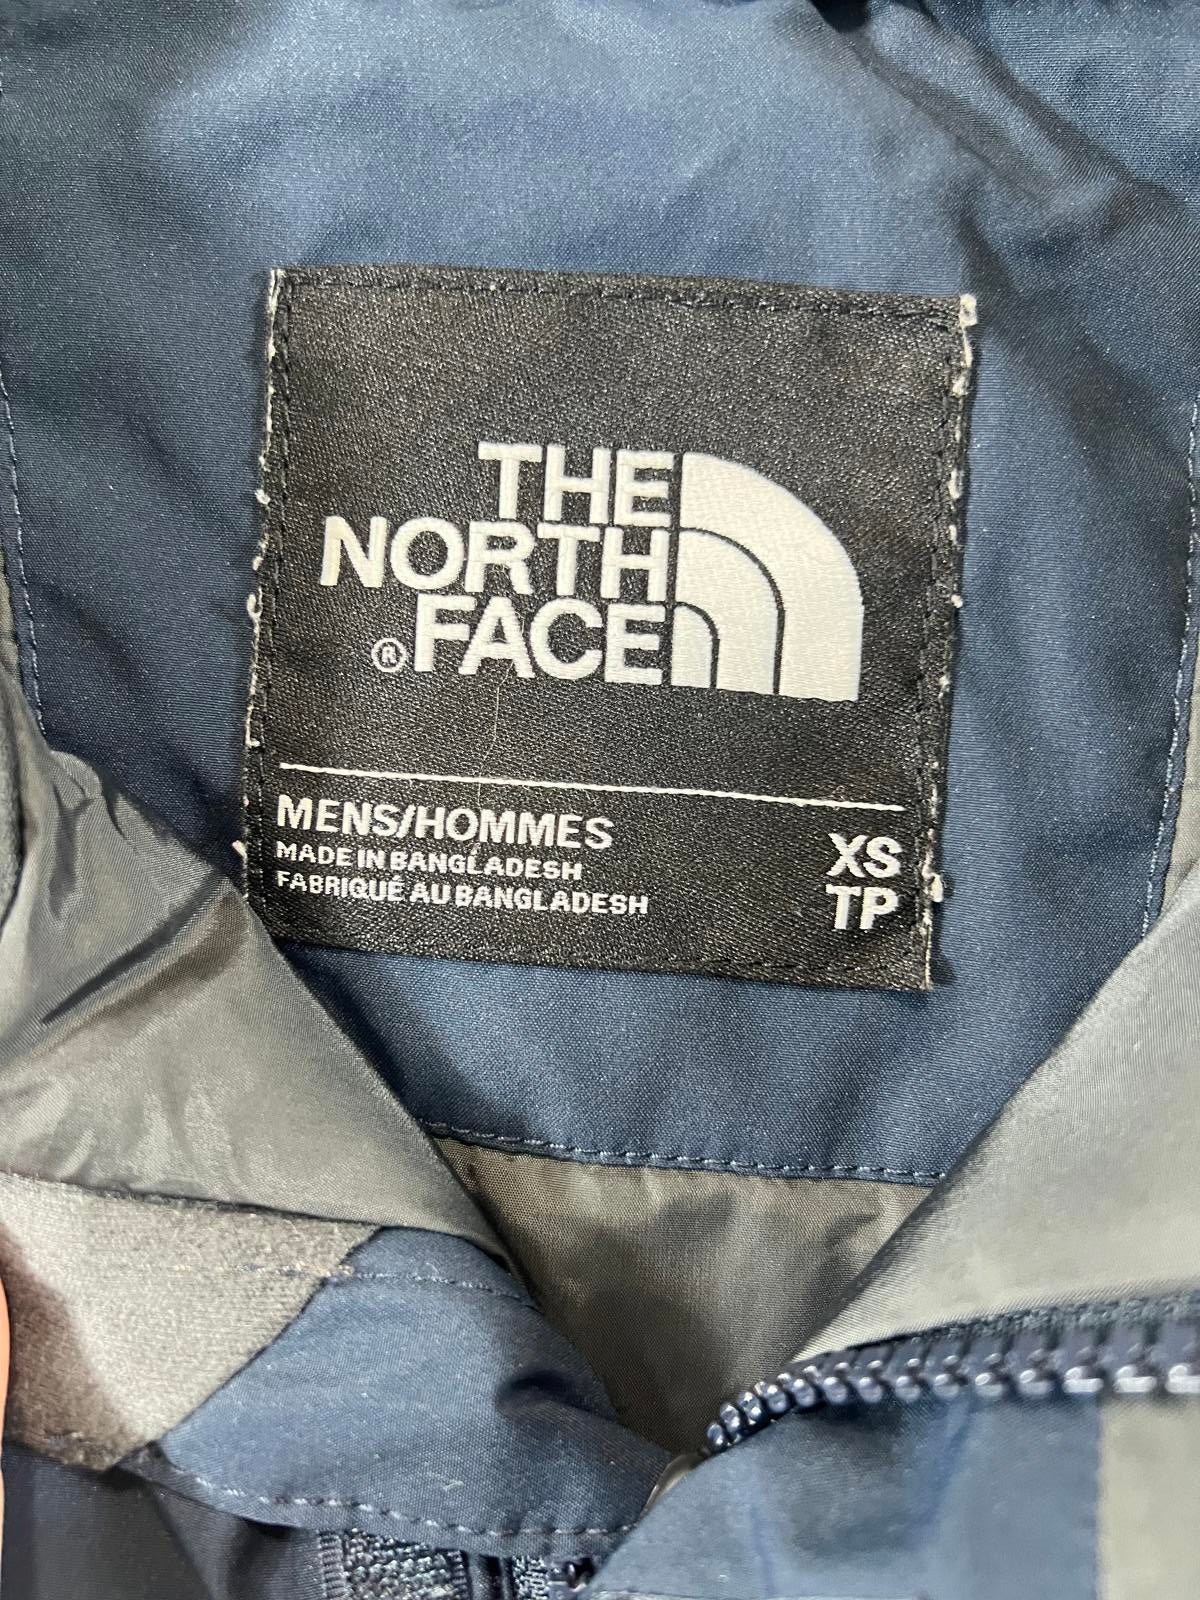 THE
NORTH
® FACE
MENS/HOMMES
MADE IN BANGLADESH
FABRIQUÉ AU BANGLADESH
XS
TP